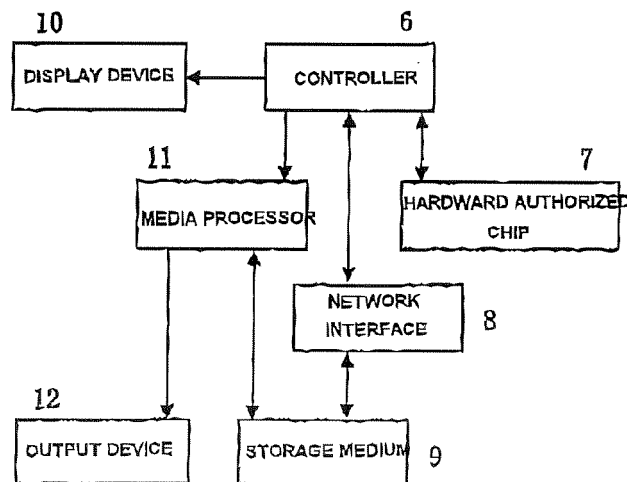 10
6
DISPLAY DEVICE
CONTROLLER
11
7
MEDIA PROCESSOR
HARDWARD AUTHORIZED
CHIP
NETWORK
INTERFACE
8
12
OUTPUT DEVICE
STORAGE MEDIUM
9